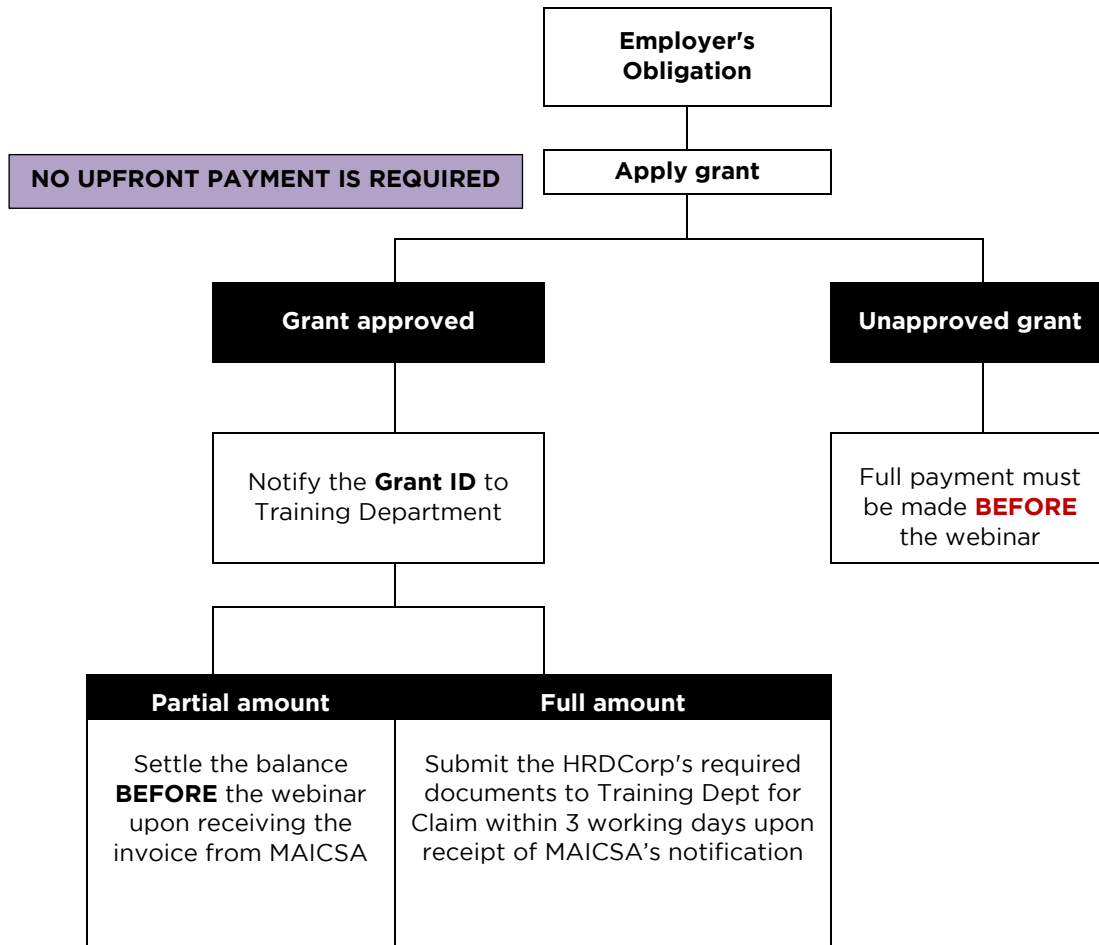 Employer's
Obligation
NO UPFRONT PAYMENT IS REQUIRED
Apply grant
Grant approved
Unapproved grant
Notify the Grant ID to
Training Department
Full payment must
be made BEFORE
the webinar
Partial amount
Full amount
Settle the balance
BEFORE the webinar
upon receiving the
invoice from MAICSA
Submit the HRDCorp's required
documents to Training Dept for
Claim within 3 working days upon
receipt of MAICSA’s notification